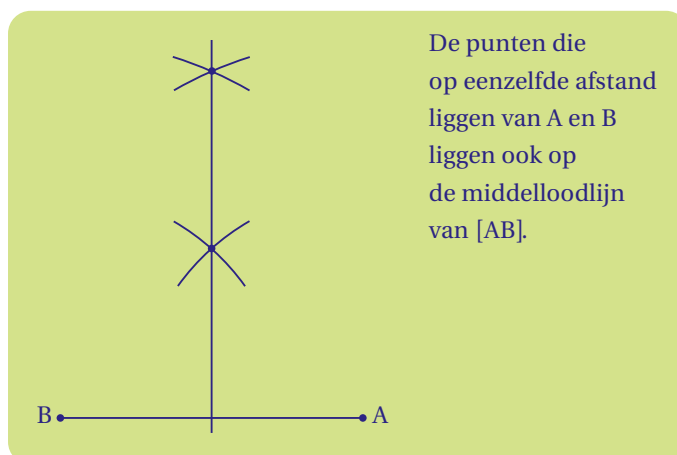 De punten die
op eenzelfde afstand
liggen van A en B
liggen ook op
de middelloodlijn
van [AB].
B
A